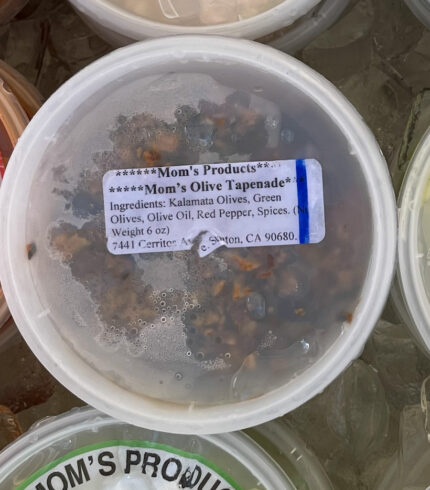 ******Mom's Products**
*****Mom's Olive Tapenade*
Ingredients: Kalamata Olives, Green
Olives, Olive Oil, Red Pepper, Spices. (
Weight 6 oz)
7441 Cerritos CA 90680.
MOM'S